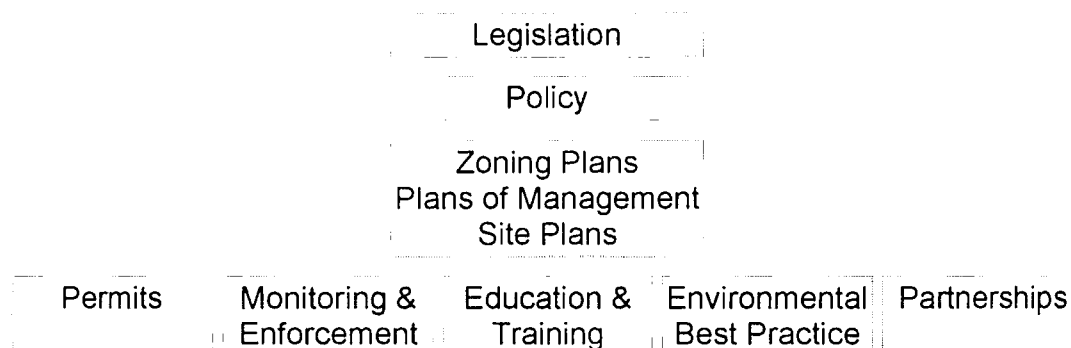 Legislation
Policy
Zoning Plans
Plans of Management
Site Plans
Permits
Monitoring &
Enforcement
Education &
Training
Environmental
Best Practice
Partnerships